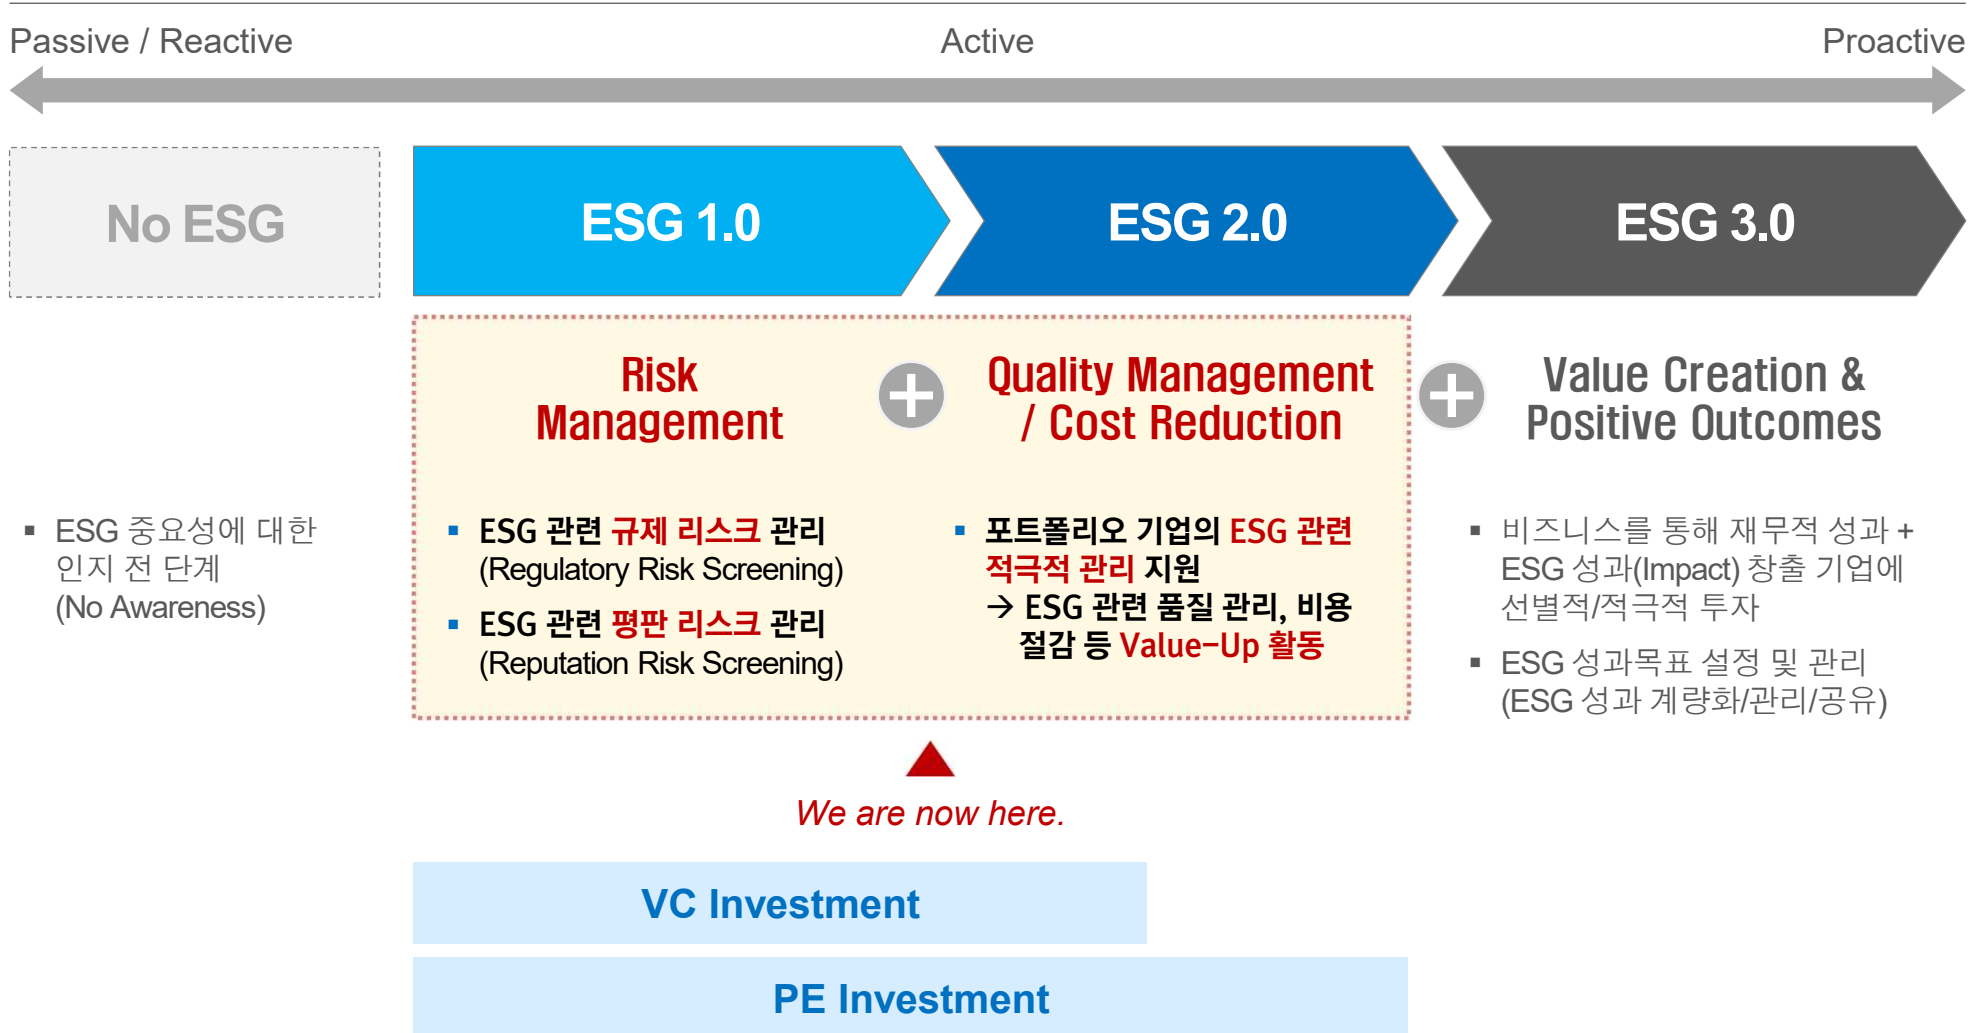 Passive / Reactive
Active
Proactive
No ESG
ESG 1.0
ESG 2.0
ESG 3.0
Risk
Management
Quality Management
/ Cost Reduction
Value Creation &
Positive Outcomes
▪ ESG 중요성에 대한
인지 전 단계
(No Awareness)
▪ ESG 관련 규제 리스크 관리
(Regulatory Risk Screening)
▪ ESG 관련 평판 리스크 관리
(Reputation Risk Screening)
▪ 포트폴리오 기업의 ESG 관련
적극적 관리 지원
→ ESG 관련 품질 관리, 비용
절감 등 Value-Up 활동
▪ 비즈니스를 통해 재무적 성과 +
ESG 성과(Impact) 창출 기업에
선별적/적극적 투자
▪ ESG 성과목표 설정 및 관리
(ESG 성과 계량화/관리/공유)
We are now here.
VC Investment
PE Investment